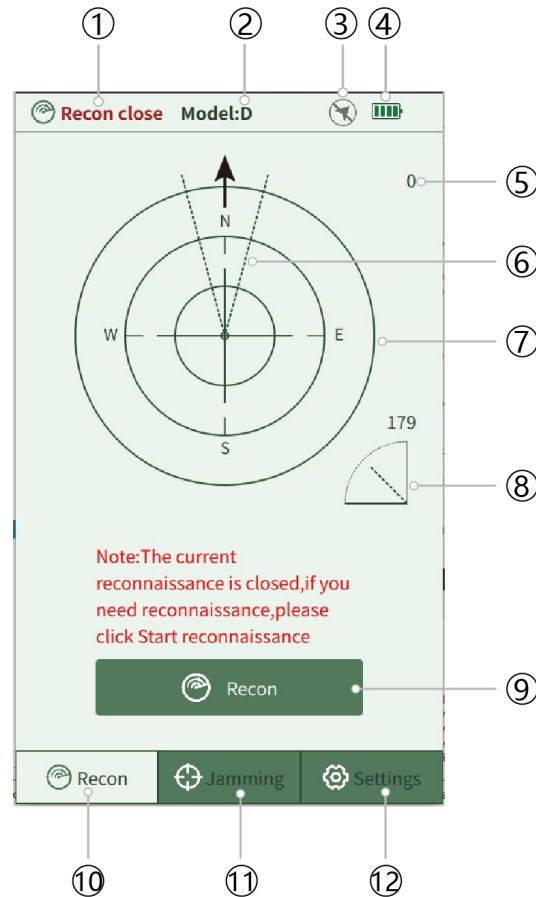 ① ② ③ ④
Recon close Model:D
0 ⑤
N
⑥
W E ⑦
S
179
⑧
Note:The current
reconnaissance is closed,if you
need reconnaissance,please
click Start reconnaissance
Recon ⑨
Recon Jamming Settings
⑩ ⑪ ⑫